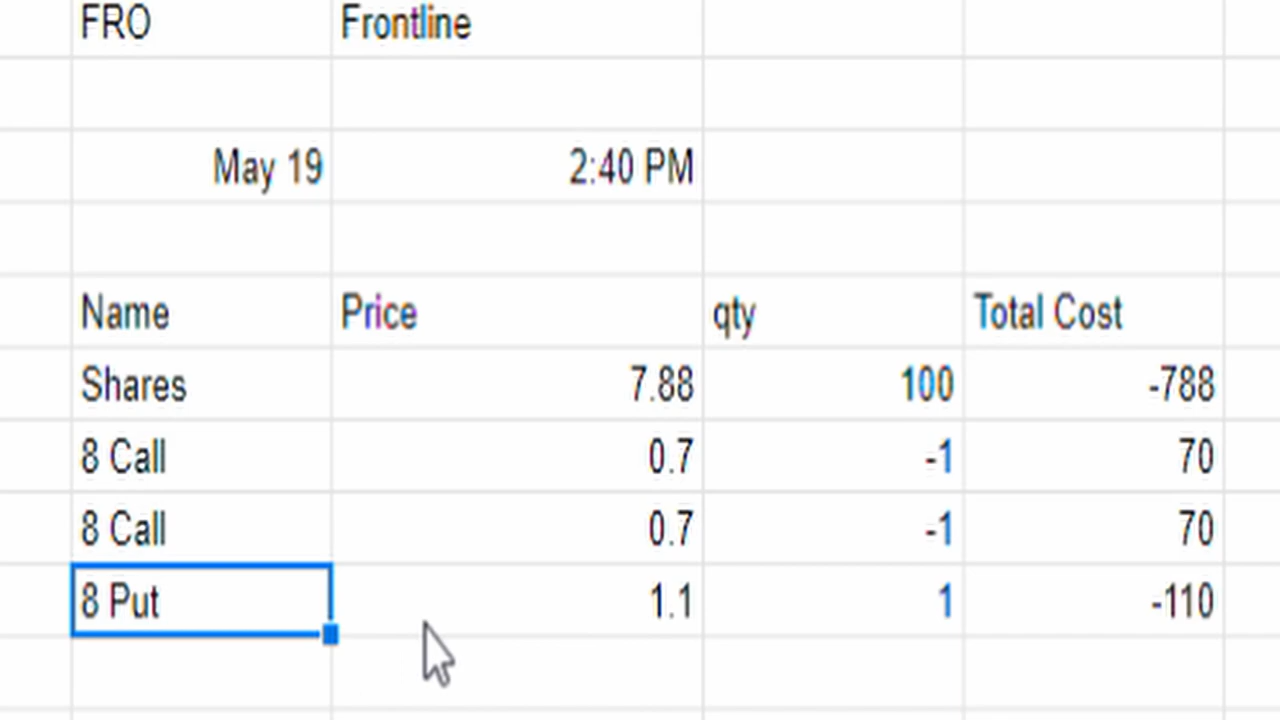 FRO Frontline
May 19 2:40 PM
Name Price qty Total Cost
Shares 7.88 100 -788
8 Call 0.7 -1 70
8 Call 0.7 -1 70
8 Put 1.1 1 -110